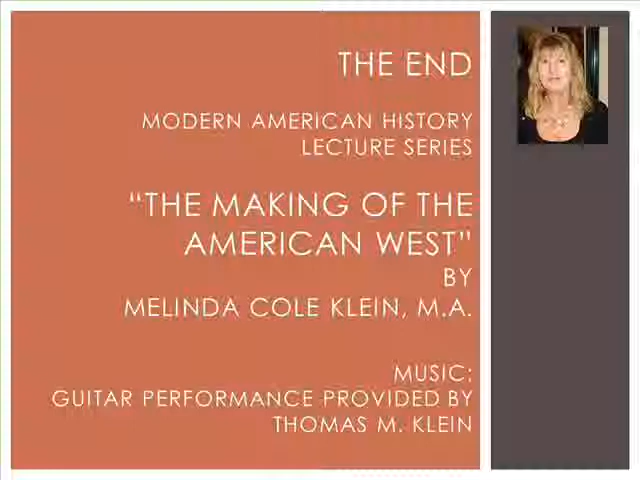 THE END
MODERN AMERICAN HISTORY
LECTURE SERIES
“THE MAKING OF THE
AMERICAN WEST”
BY
MELINDA COLE KLEIN, M.A.
MUSIC:
GUITAR PERFORMANCE PROVIDED BY
THOMAS M. KLEIN